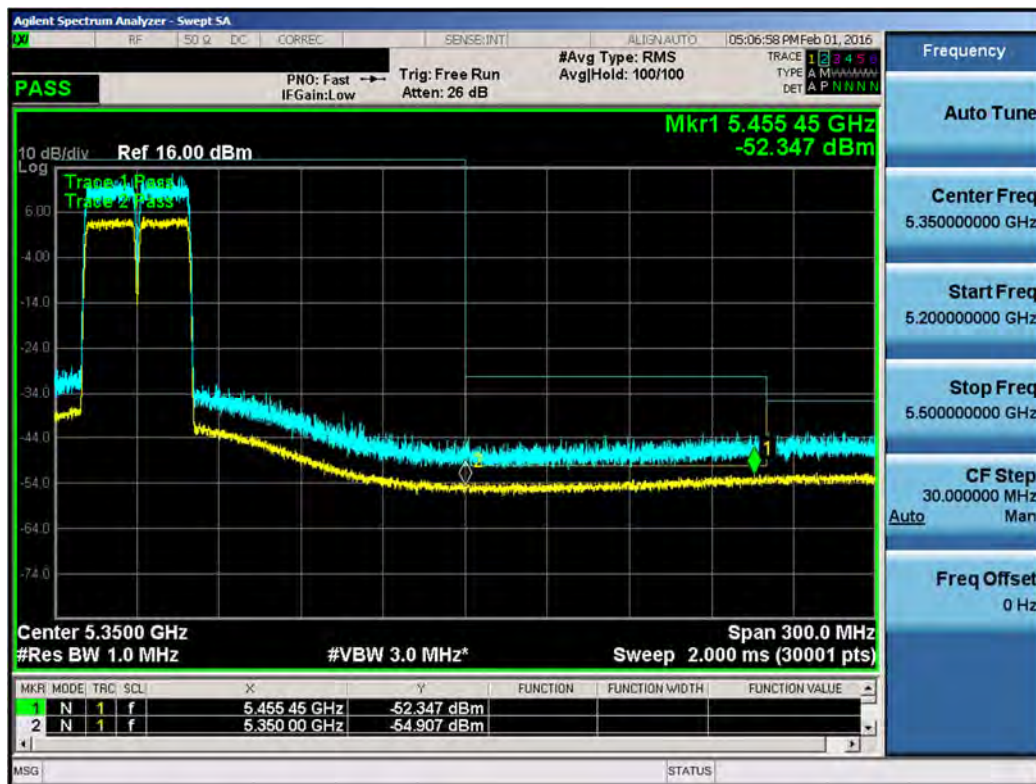 Agilent Spectrum Analyzer - Swept SA
LXI RF 50 Ω DC CORREC SENSE:INT ALIGN AUTO 05:06:58 PM Feb 01, 2016
PASS
PNO: Fast
IFGain:Low
Trig: Free Run
Atten: 26 dB
#Avg Type: RMS
Avg|Hold: 100/100
TRACE 1 2 3 4 5 6
TYPE A M
DET A P N N N N
Mkr1 5.455 45 GHz
-52.347 dBm
10 dB/div Ref 16.00 dBm
Log
Trace 1 Pass
Trace 2 Pass
6.00
-4.00
-14.0
-24.0
-34.0
-44.0
-54.0
-64.0
-74.0
2
1
Center 5.3500 GHz Span 300.0 MHz
#Res BW 1.0 MHz #VBW 3.0 MHz* Sweep 2.000 ms (30001 pts)
MKR MODE TRC SCL X Y FUNCTION FUNCTION WIDTH FUNCTION VALUE
1 N 1 f 5.455 45 GHz -52.347 dBm
2 N 1 f 5.350 00 GHz -54.907 dBm
MSG STATUS
Frequency
Auto Tune
Center Freq
5.350000000 GHz
Start Freq
5.200000000 GHz
Stop Freq
5.500000000 GHz
CF Step
30.000000 MHz
Auto Man
Freq Offset
0 Hz